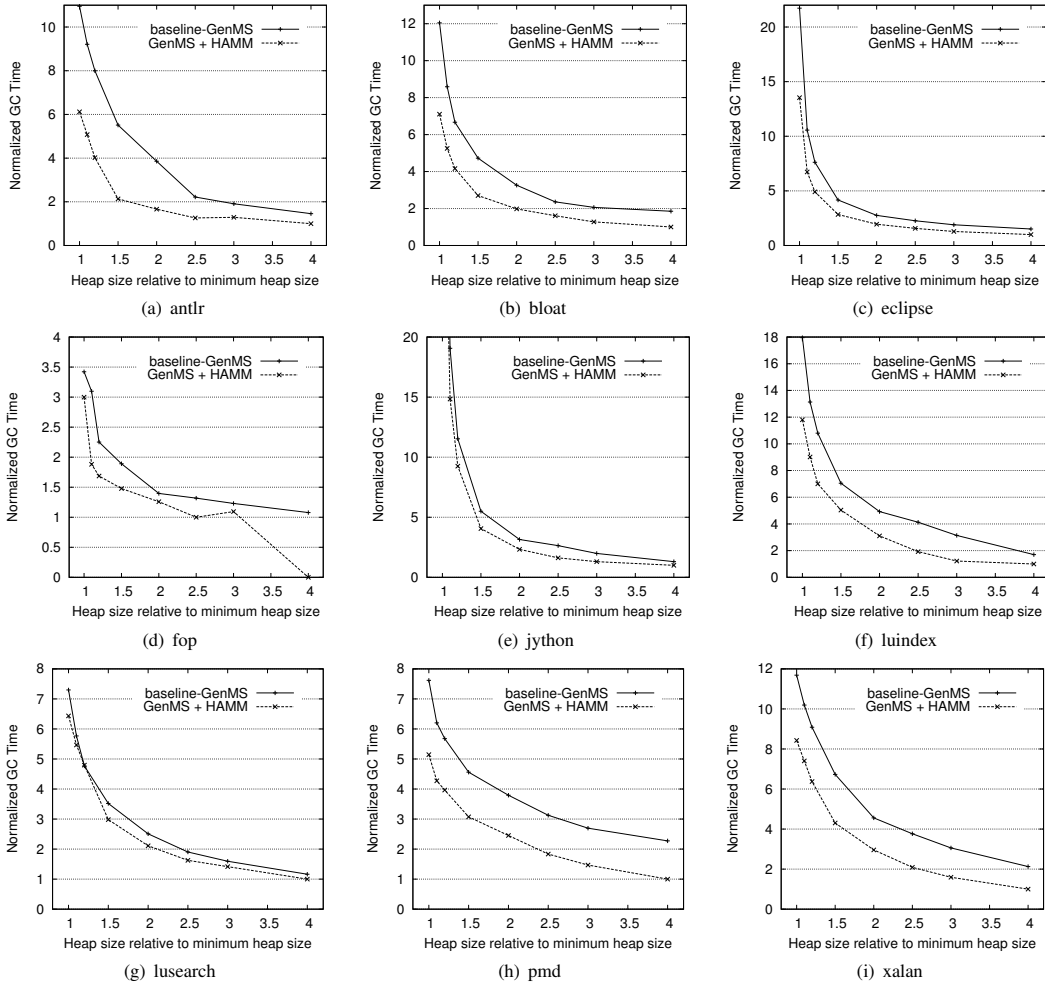 Normalized GC Time
10
8
6
4
2
0
baseline-GenMS
GenMS + HAMM
1 1.5 2 2.5 3 3.5 4
Heap size relative to minimum heap size
(a) antlr
Normalized GC Time
12
10
8
6
4
2
0
baseline-GenMS
GenMS + HAMM
1 1.5 2 2.5 3 3.5 4
Heap size relative to minimum heap size
(b) bloat
Normalized GC Time
20
15
10
5
0
baseline-GenMS
GenMS + HAMM
1 1.5 2 2.5 3 3.5 4
Heap size relative to minimum heap size
(c) eclipse
Normalized GC Time
4
3.5
3
2.5
2
1.5
1
0.5
0
baseline-GenMS
GenMS + HAMM
1 1.5 2 2.5 3 3.5 4
Heap size relative to minimum heap size
(d) fop
Normalized GC Time
20
15
10
5
0
baseline-GenMS
GenMS + HAMM
1 1.5 2 2.5 3 3.5 4
Heap size relative to minimum heap size
(e) jython
Normalized GC Time
18
16
14
12
10
8
6
4
2
0
baseline-GenMS
GenMS + HAMM
1 1.5 2 2.5 3 3.5 4
Heap size relative to minimum heap size
(f) luindex
Normalized GC Time
8
7
6
5
4
3
2
1
0
baseline-GenMS
GenMS + HAMM
1 1.5 2 2.5 3 3.5 4
Heap size relative to minimum heap size
(g) lusearch
Normalized GC Time
8
7
6
5
4
3
2
1
0
baseline-GenMS
GenMS + HAMM
1 1.5 2 2.5 3 3.5 4
Heap size relative to minimum heap size
(h) pmd
Normalized GC Time
12
10
8
6
4
2
0
baseline-GenMS
GenMS + HAMM
1 1.5 2 2.5 3 3.5 4
Heap size relative to minimum heap size
(i) xalan